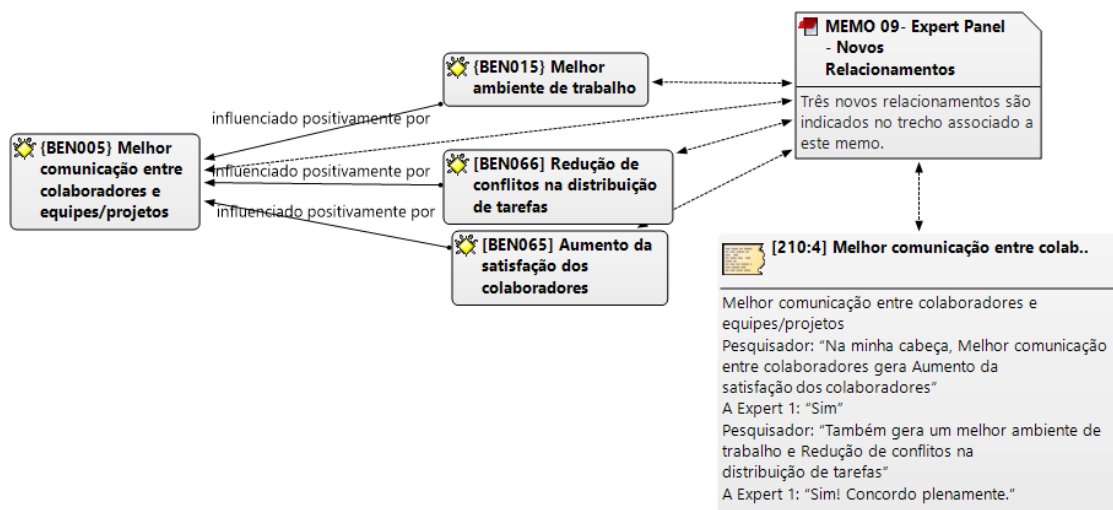 MEMO 09- Expert Panel
- Novos
Relacionamentos
Três novos relacionamentos são
indicados no trecho associado a
este memo.
{BEN015} Melhor
ambiente de trabalho
influenciado positivamente por
{BEN005} Melhor
comunicação entre
colaboradores e
equipes/projetos
influenciado positivamente por
[BEN066] Redução de
conflitos na distribuição
de tarefas
influenciado positivamente por
[BEN065] Aumento da
satisfação dos
colaboradores
[210:4] Melhor comunicação entre colab..
Melhor comunicação entre colaboradores e
equipes/projetos
Pesquisador: “Na minha cabeça, Melhor comunicação
entre colaboradores gera Aumento da
satisfação dos colaboradores”
A Expert 1: “Sim”
Pesquisador: “Também gera um melhor ambiente de
trabalho e Redução de conflitos na
distribuição de tarefas”
A Expert 1: “Sim! Concordo plenamente.”